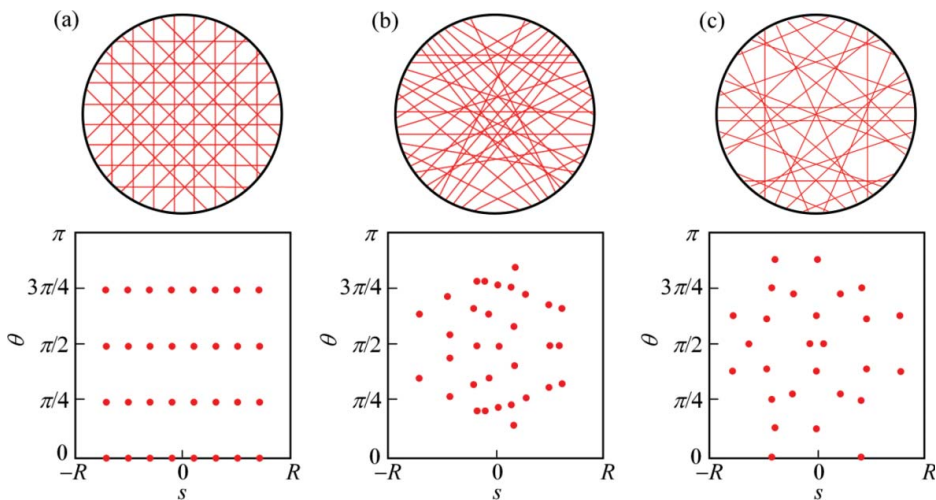 (a) (b) (c)
π π π
3π/4 3π/4 3π/4
θ π/2 θ π/2 θ π/2
π/4 π/4 π/4
0 0 0
−R 0 R −R 0 R −R 0 R
s s s